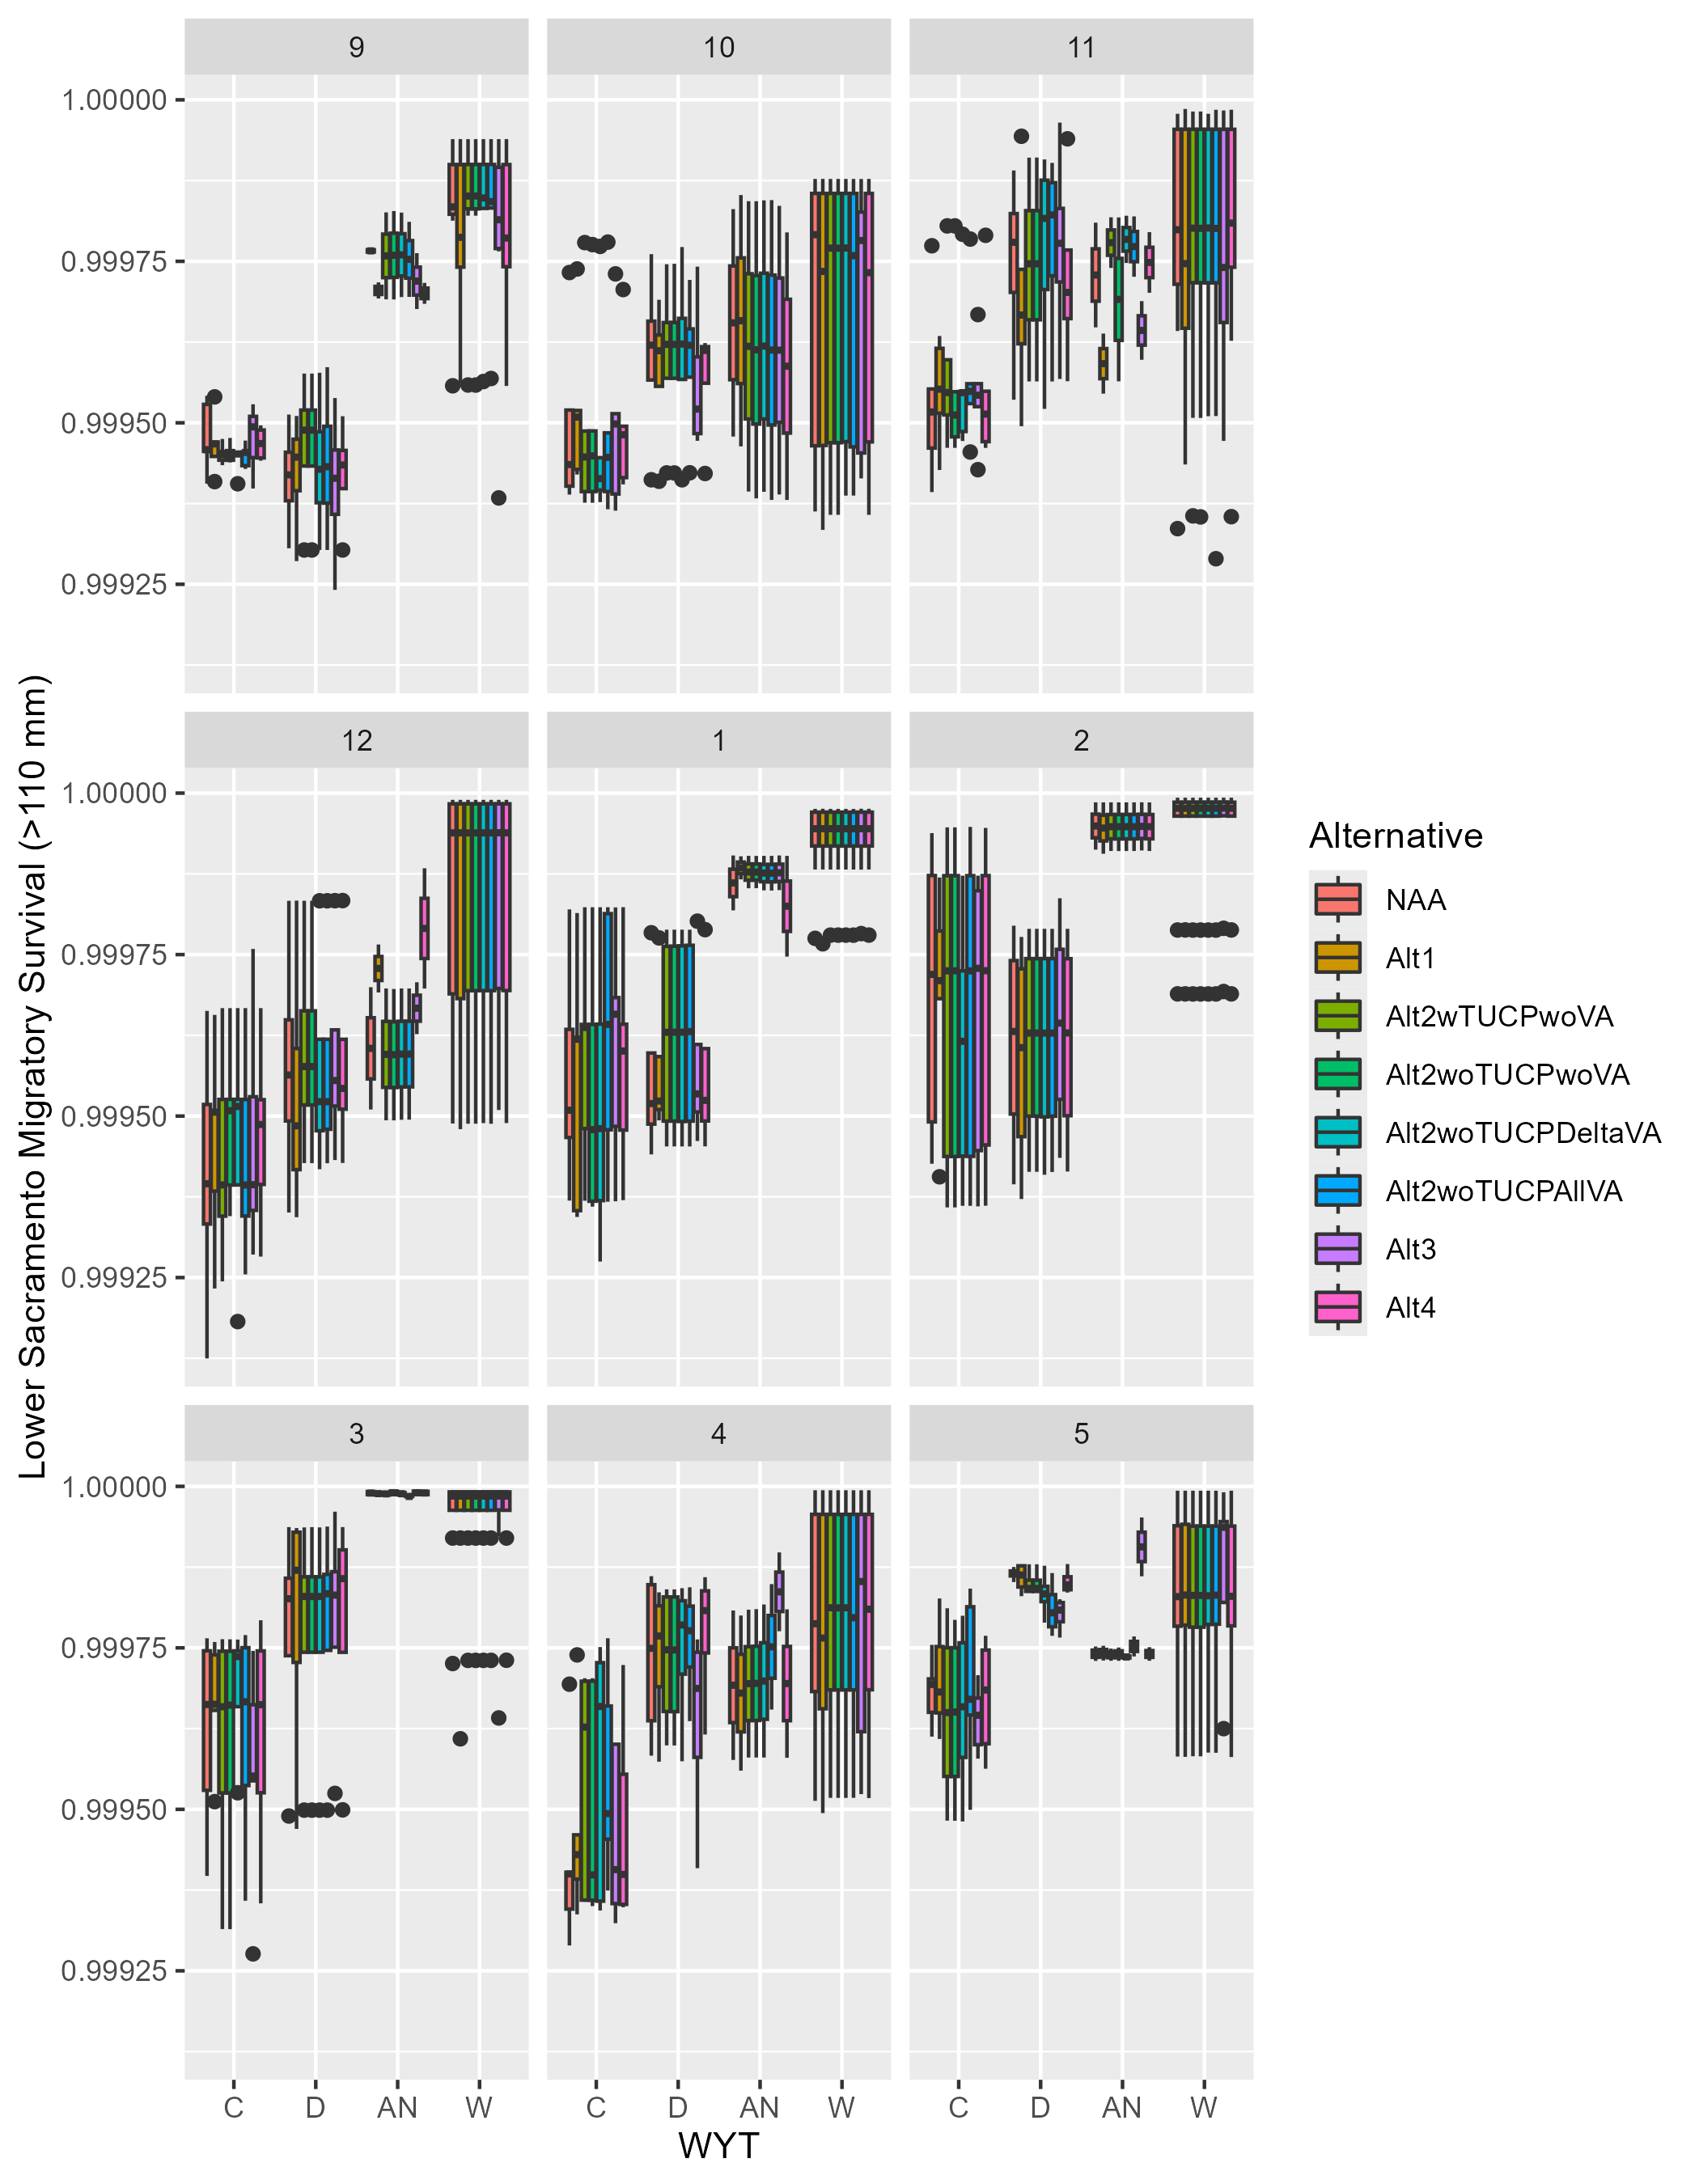 Lower Sacramento Migratory Survival (>110 mm)
9
10
11
1.00000
0.99975
0.99950
0.99925
12
1
2
1.00000
0.99975
0.99950
0.99925
3
4
5
1.00000
0.99975
0.99950
0.99925
C D AN W
C D AN W
C D AN W
WYT
Alternative
NAA
Alt1
Alt2wTUCPwoVA
Alt2woTUCPwoVA
Alt2woTUCPDeltaVA
Alt2woTUCPAllVA
Alt3
Alt4